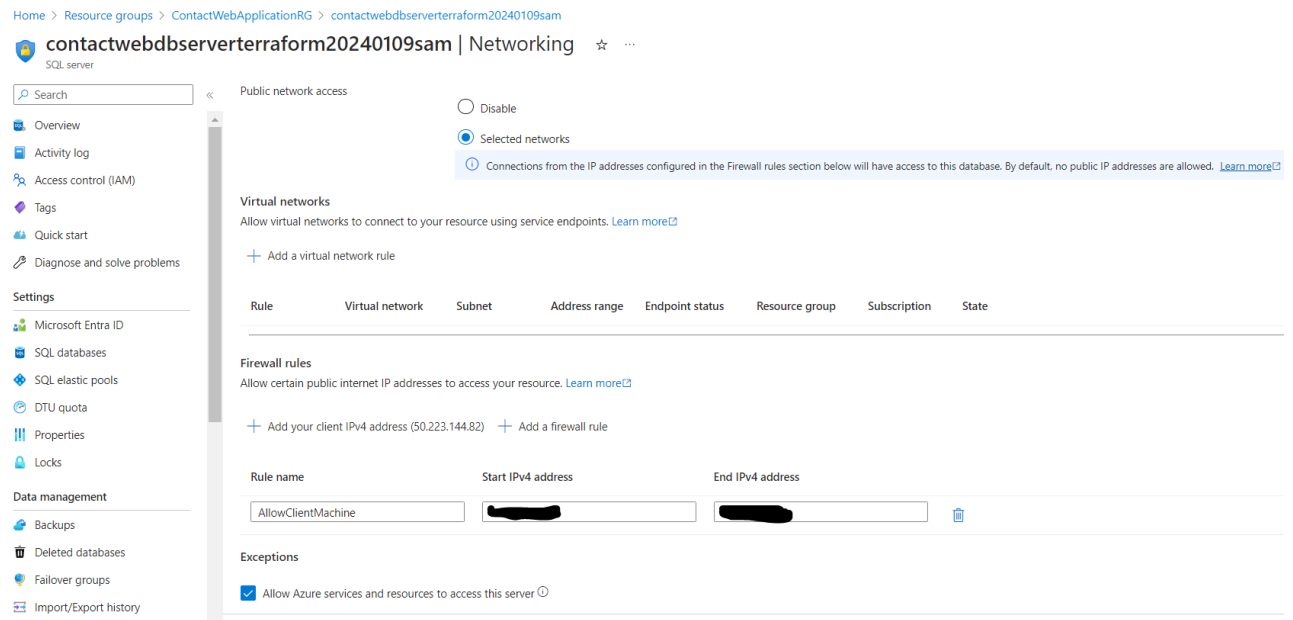 Home > Resource groups > ContactWebApplicationRG > contactwebdbserverterraform20240109sam
contactwebdbserverterraform20240109sam | Networking ☆ ...
SQL server
Search
«
Overview
Activity log
Access control (IAM)
Tags
Quick start
Diagnose and solve problems
Settings
Microsoft Entra ID
SQL databases
SQL elastic pools
DTU quota
Properties
Locks
Data management
Backups
Deleted databases
Failover groups
Import/Export history
Public network access
Disable
Selected networks
Connections from the IP addresses configured in the Firewall rules section below will have access to this database. By default, no public IP addresses are allowed. Learn more
Virtual networks
Allow virtual networks to connect to your resource using service endpoints. Learn more
+ Add a virtual network rule
Rule Virtual network Subnet Address range Endpoint status Resource group Subscription State
Firewall rules
Allow certain public internet IP addresses to access your resource. Learn more
+ Add your client IPv4 address (50.223.144.82) + Add a firewall rule
Rule name Start IPv4 address End IPv4 address
AllowClientMachine
Exceptions
Allow Azure services and resources to access this server